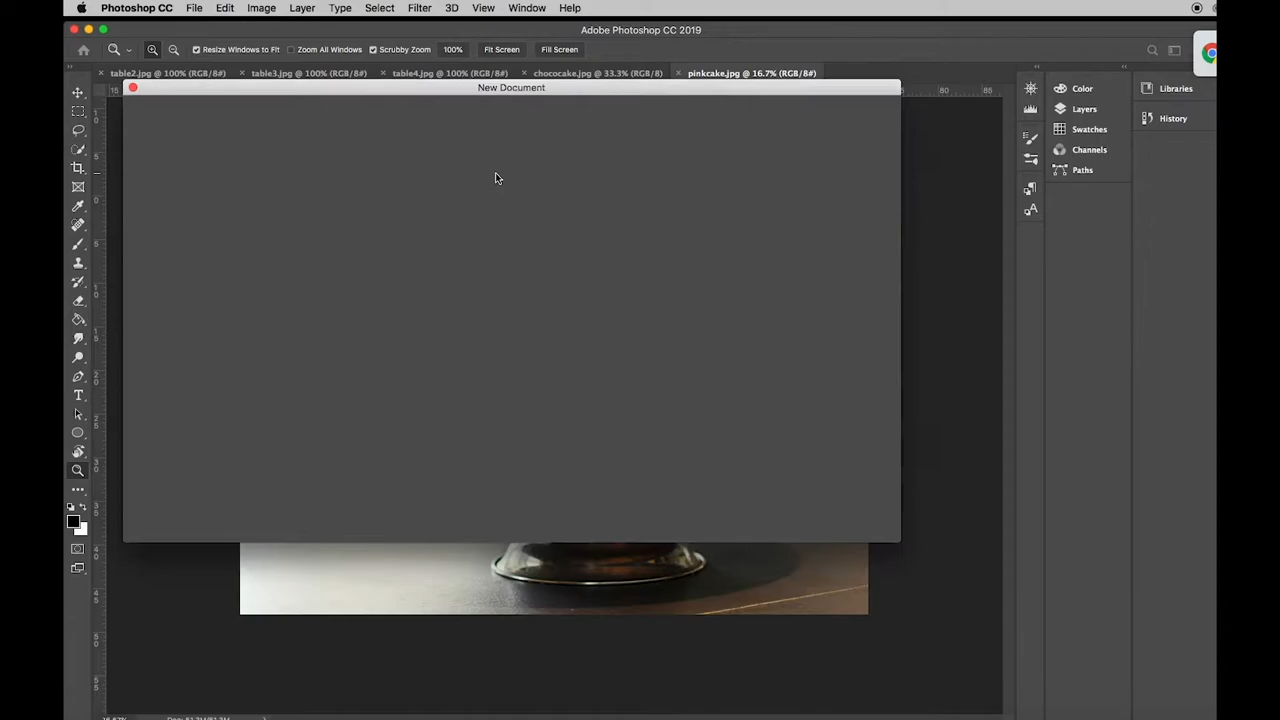 Photoshop CC File Edit Image Layer Type Select Filter 3D View Window Help
Adobe Photoshop CC 2019
Resize Windows to Fit Zoom All Windows Scrubby Zoom 100% Fit Screen Fill Screen
table2.jpg @ 100% (RGB/8#) table3.jpg @ 100% (RGB/8#) table4.jpg @ 100% (RGB/8#) chococake.jpg @ 33.3% (RGB/8) pinkcake.jpg @ 16.7% (RGB/8#)
New Document
15
80 85
Color
Layers
Swatches
Channels
Paths
Libraries
History